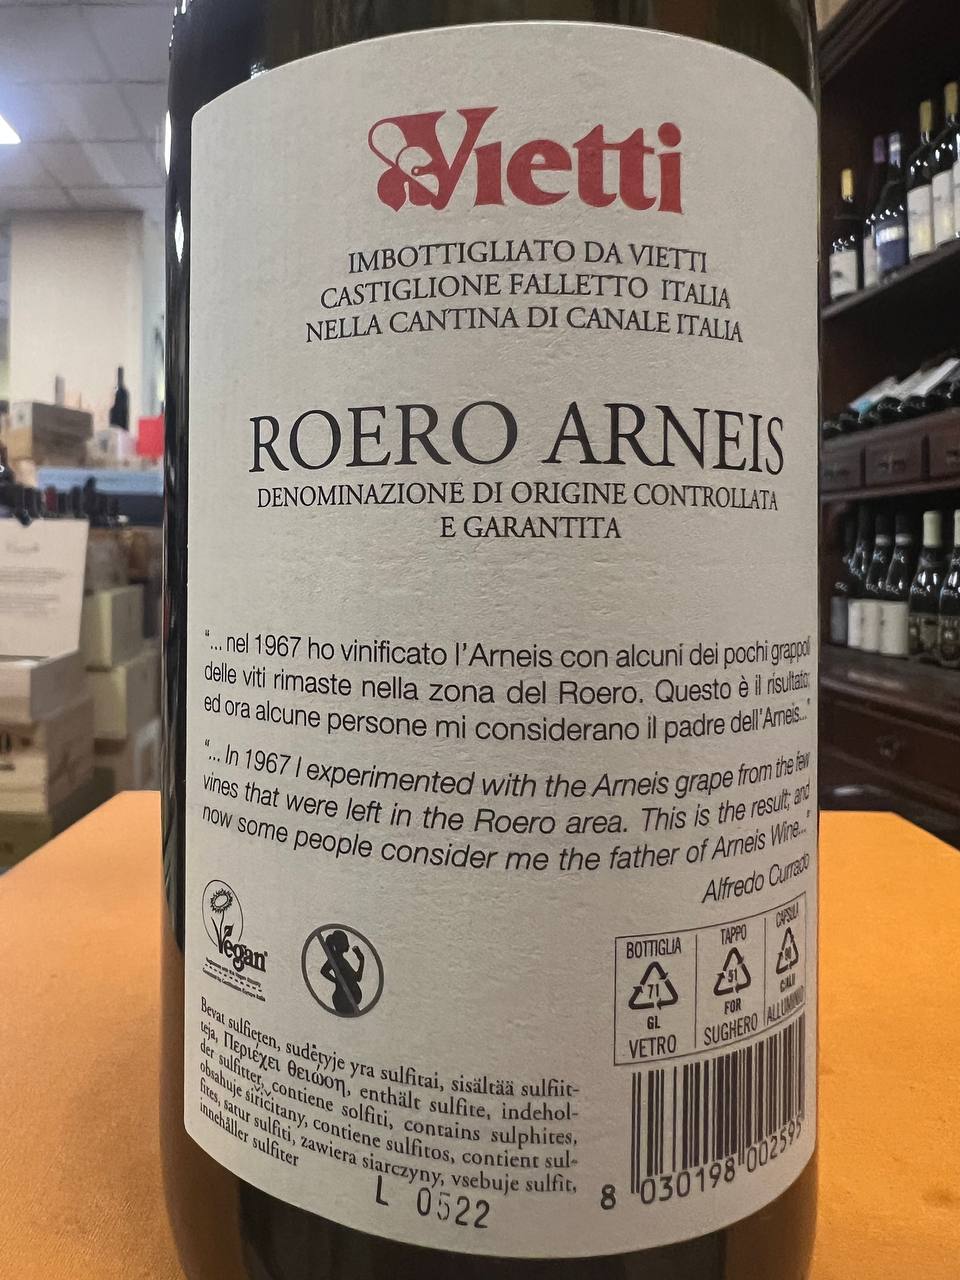 Vietti
IMBOTTIGLIATO DA VIETTI
CASTIGLIONE FALLETTO ITALIA
NELLA CANTINA DI CANALE ITALIA
ROERO ARNEIS
DENOMINAZIONE DI ORIGINE CONTROLLATA
E GARANTITA
"... nel 1967 ho vinificato l'Arneis con alcuni dei pochi grappoli
delle viti rimaste nella zona del Roero. Questo è il risultato;
ed ora alcune persone mi considerano il padre dell'Arneis..."
"... In 1967 I experimented with the Arneis grape from the few
vines that were left in the Roero area. This is the result; and
now some people consider me the father of Arneis Wine..."
Alfredo Currado
Vegan
BOTTIGLIA
71
GL
VETRO
TAPPO
51
FOR
SUGHERO
CAPSULA
90
C/ALU
ALLUMINIO
Bevat sulfieten, sudėtyje yra sulfitai, sisältää sulfiit-
teja, Περιέχει θειώδη, enthält sulfite, indehol-
der sulfitter, contiene solfiti, contains sulphites,
obsahuje siřičitany, contiene sulfitos, contient sul-
fites, satur sulfiti, zawiera siarczyny, vsebuje sulfit,
innehåller sulfiter
L 0522
8 030198 002595